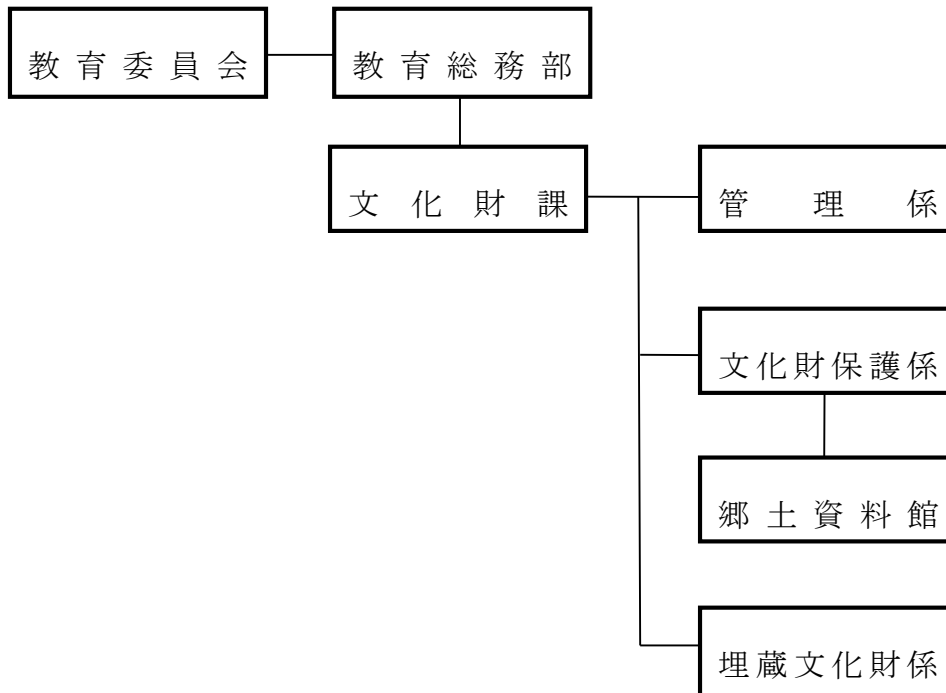 教育委員会
教育総務部
文化財課
管理係
文化財保護係
郷土資料館
埋蔵文化財係